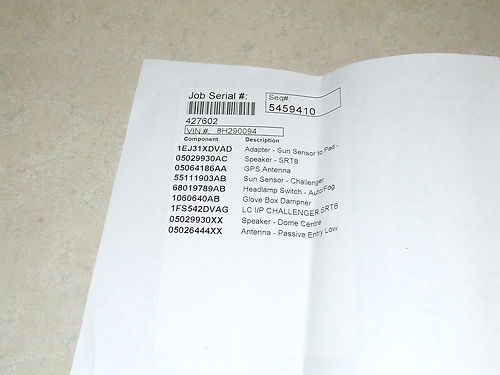 Job Serial #:
Seq#:
5459410
427602
VIN #: 8H290094
Component Description
1EJ31XDVAD Adapter - Sun Sensor to Pad -
05029930AC Speaker - SRT8
05064186AA GPS Antenna
55111903AB Sun Sensor - Challenger
68019789AB Headlamp Switch - Auto/Fog
1060640AB Glove Box Dampner
1FS542DVAG LC I/P CHALLENGER SRT8
05029930XX Speaker - Dome Centre
05026444XX Antenna - Passive Entry Low